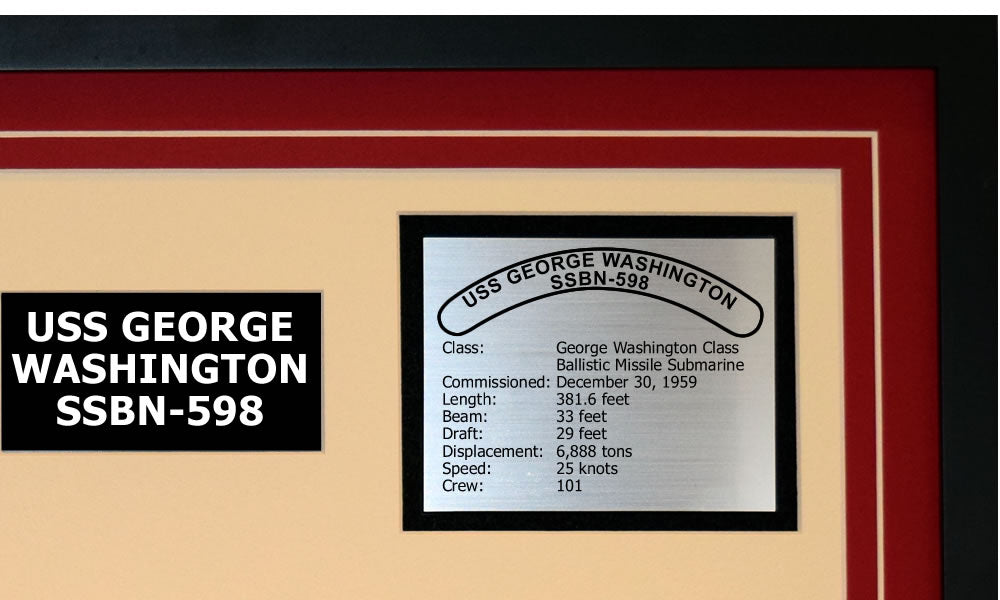 USS GEORGE
WASHINGTON
SSBN-598
USS GEORGE WASHINGTON
SSBN-598
Class: George Washington Class
Ballistic Missile Submarine
Commissioned: December 30, 1959
Length: 381.6 feet
Beam: 33 feet
Draft: 29 feet
Displacement: 6,888 tons
Speed: 25 knots
Crew: 101